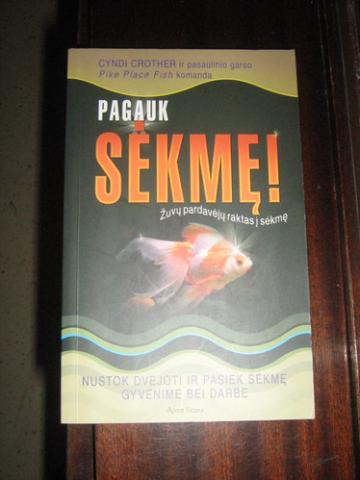 CYNDI CROTHER ir pasaulinio garso
Pike Place Fish komanda
PAGAUK
SĖKMĘ!
Žuvų pardavėjų raktas į sėkmę
NUSTOK DVEJOTI IR PASIEK SĖKMĘ
GYVENIME BEI DARBE